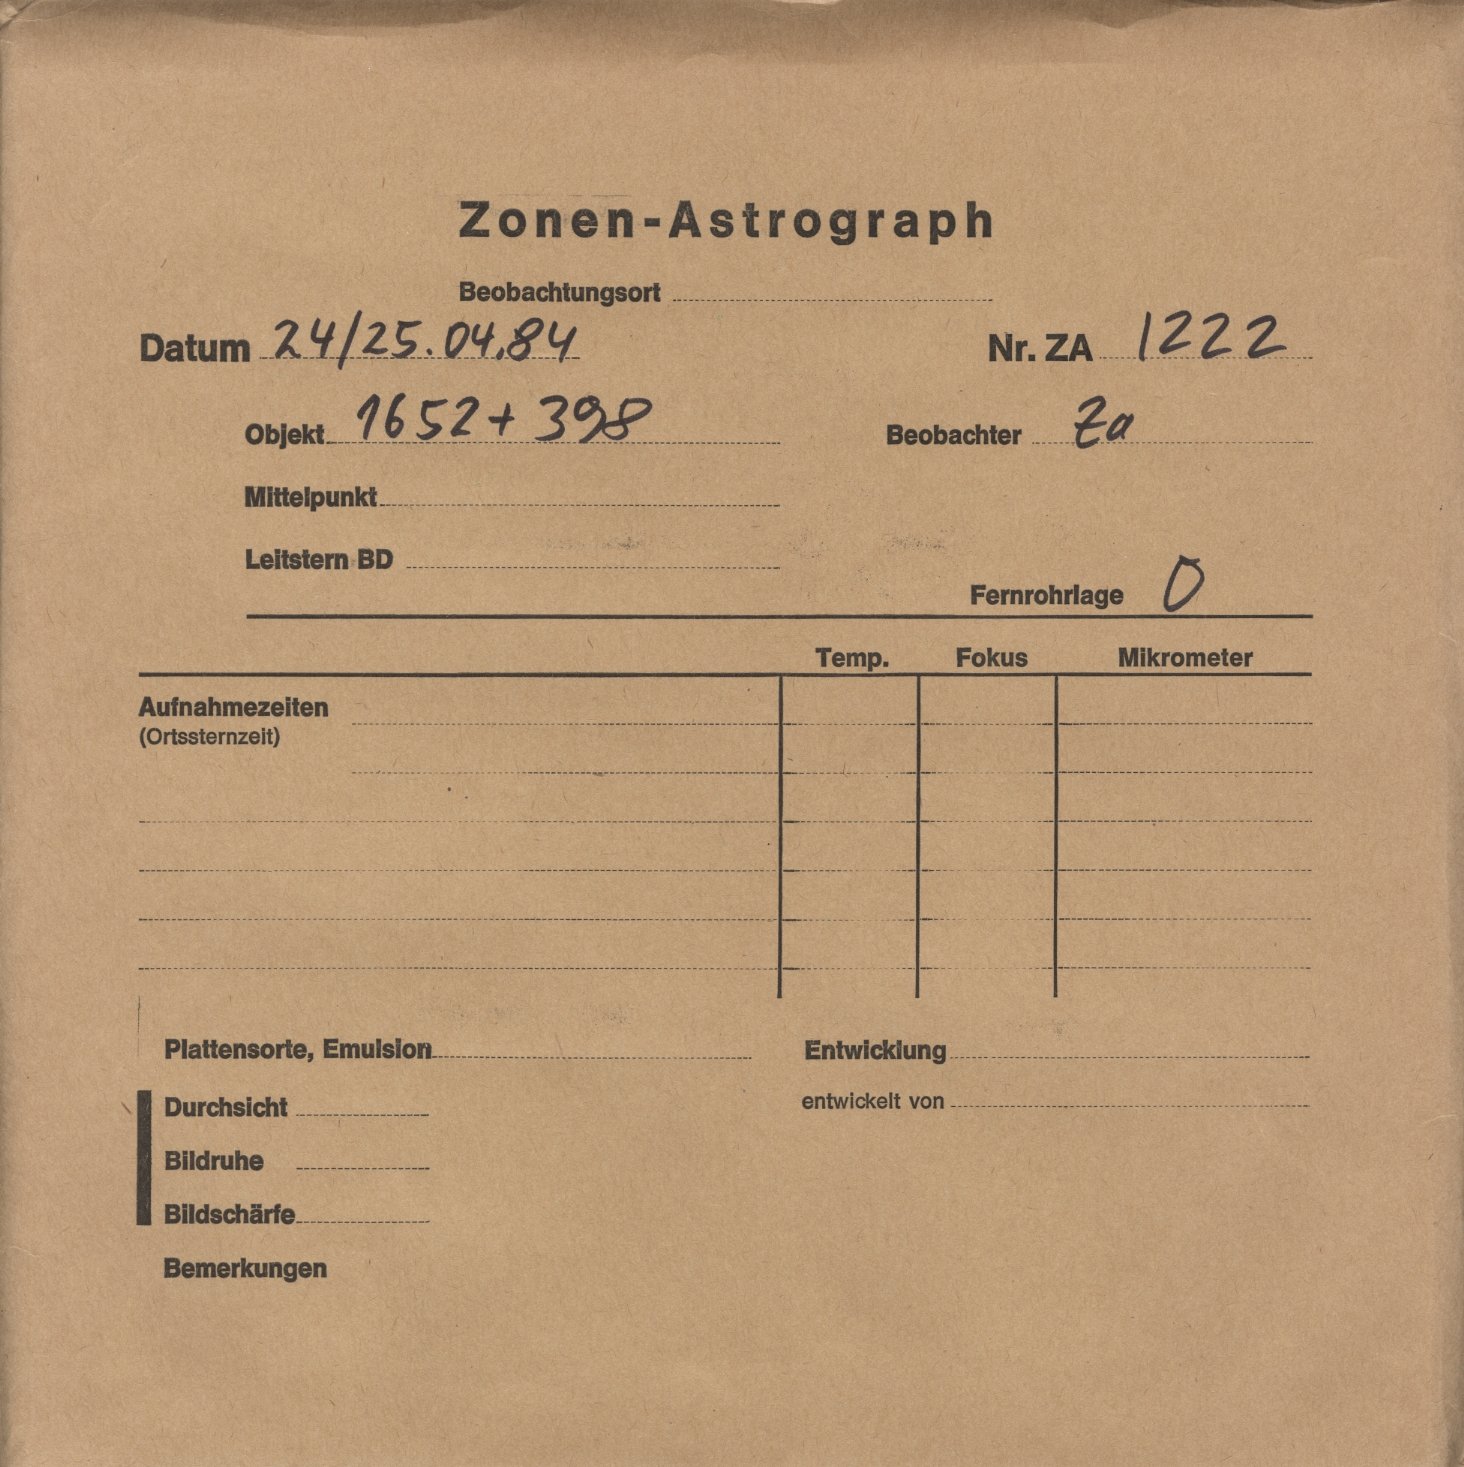 Zonen-Astrograph
Beobachtungsort
Datum 24/25.04.84 Nr. ZA 1222
Objekt 1652+398 Beobachter Za
Mittelpunkt
Leitstern BD
Fernrohrlage O
Temp. Fokus Mikrometer
Aufnahmezeiten
(Ortssternzeit)
Plattensorte, Emulsion Entwicklung
Durchsicht entwickelt von
Bildruhe
Bildschärfe
Bemerkungen